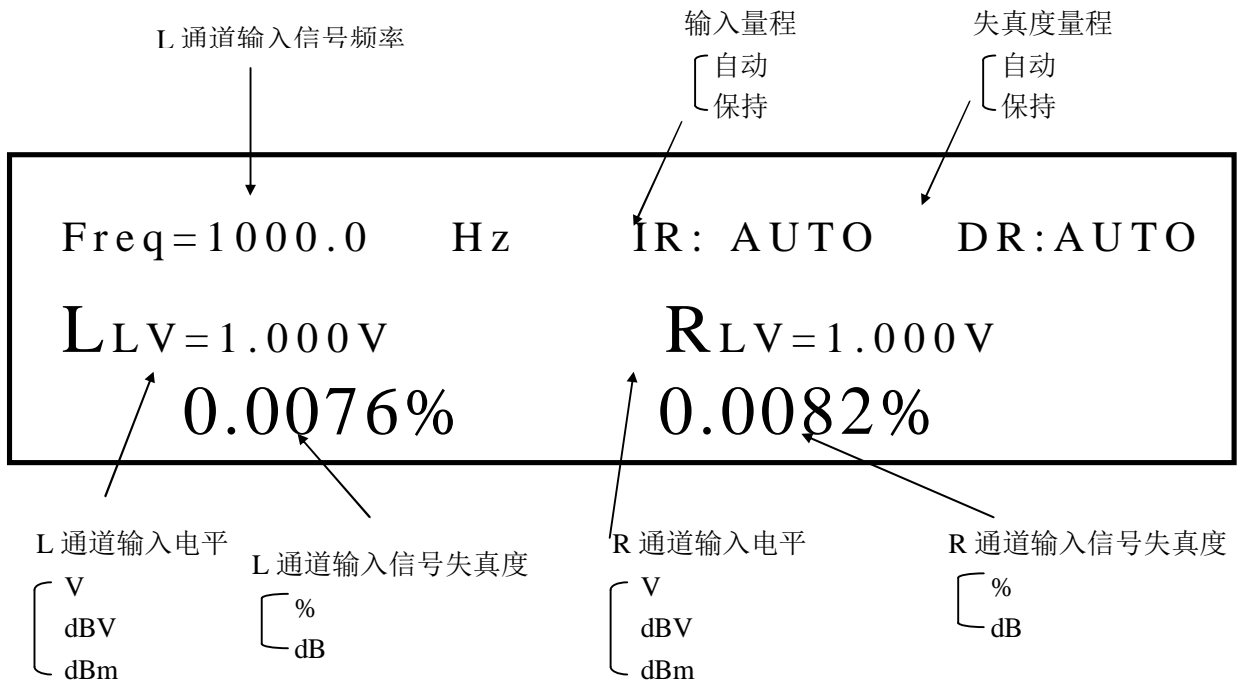 L 通道输入信号频率
输入量程
自动
保持
失真度量程
自动
保持
Freq=1000.0 Hz IR: AUTO DR:AUTO
LLV=1.000V RLV=1.000V
0.0076% 0.0082%
L 通道输入电平
V
dBV
dBm
L 通道输入信号失真度
%
dB
R 通道输入电平
V
dBV
dBm
R 通道输入信号失真度
%
dB